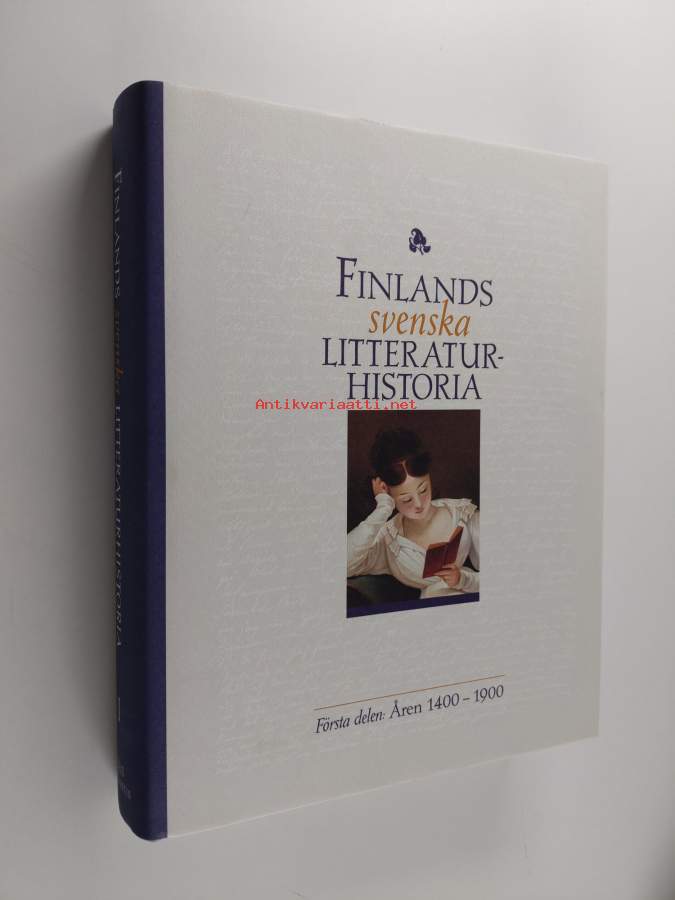 FINLANDS
svenska
LITTERATUR-
HISTORIA
Antikvariaatti.net
Första delen: Åren 1400 – 1900
FINLANDS svenska LITTERATURHISTORIA I